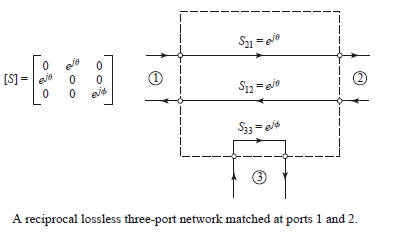 S₂₁ = e^{jθ}
[S] = [0 e^{jθ} 0; e^{jθ} 0 0; 0 0 e^{jϕ}]
①
②
S₁₂ = e^{jθ}
S₃₃ = e^{jϕ}
③
A reciprocal lossless three-port network matched at ports 1 and 2.